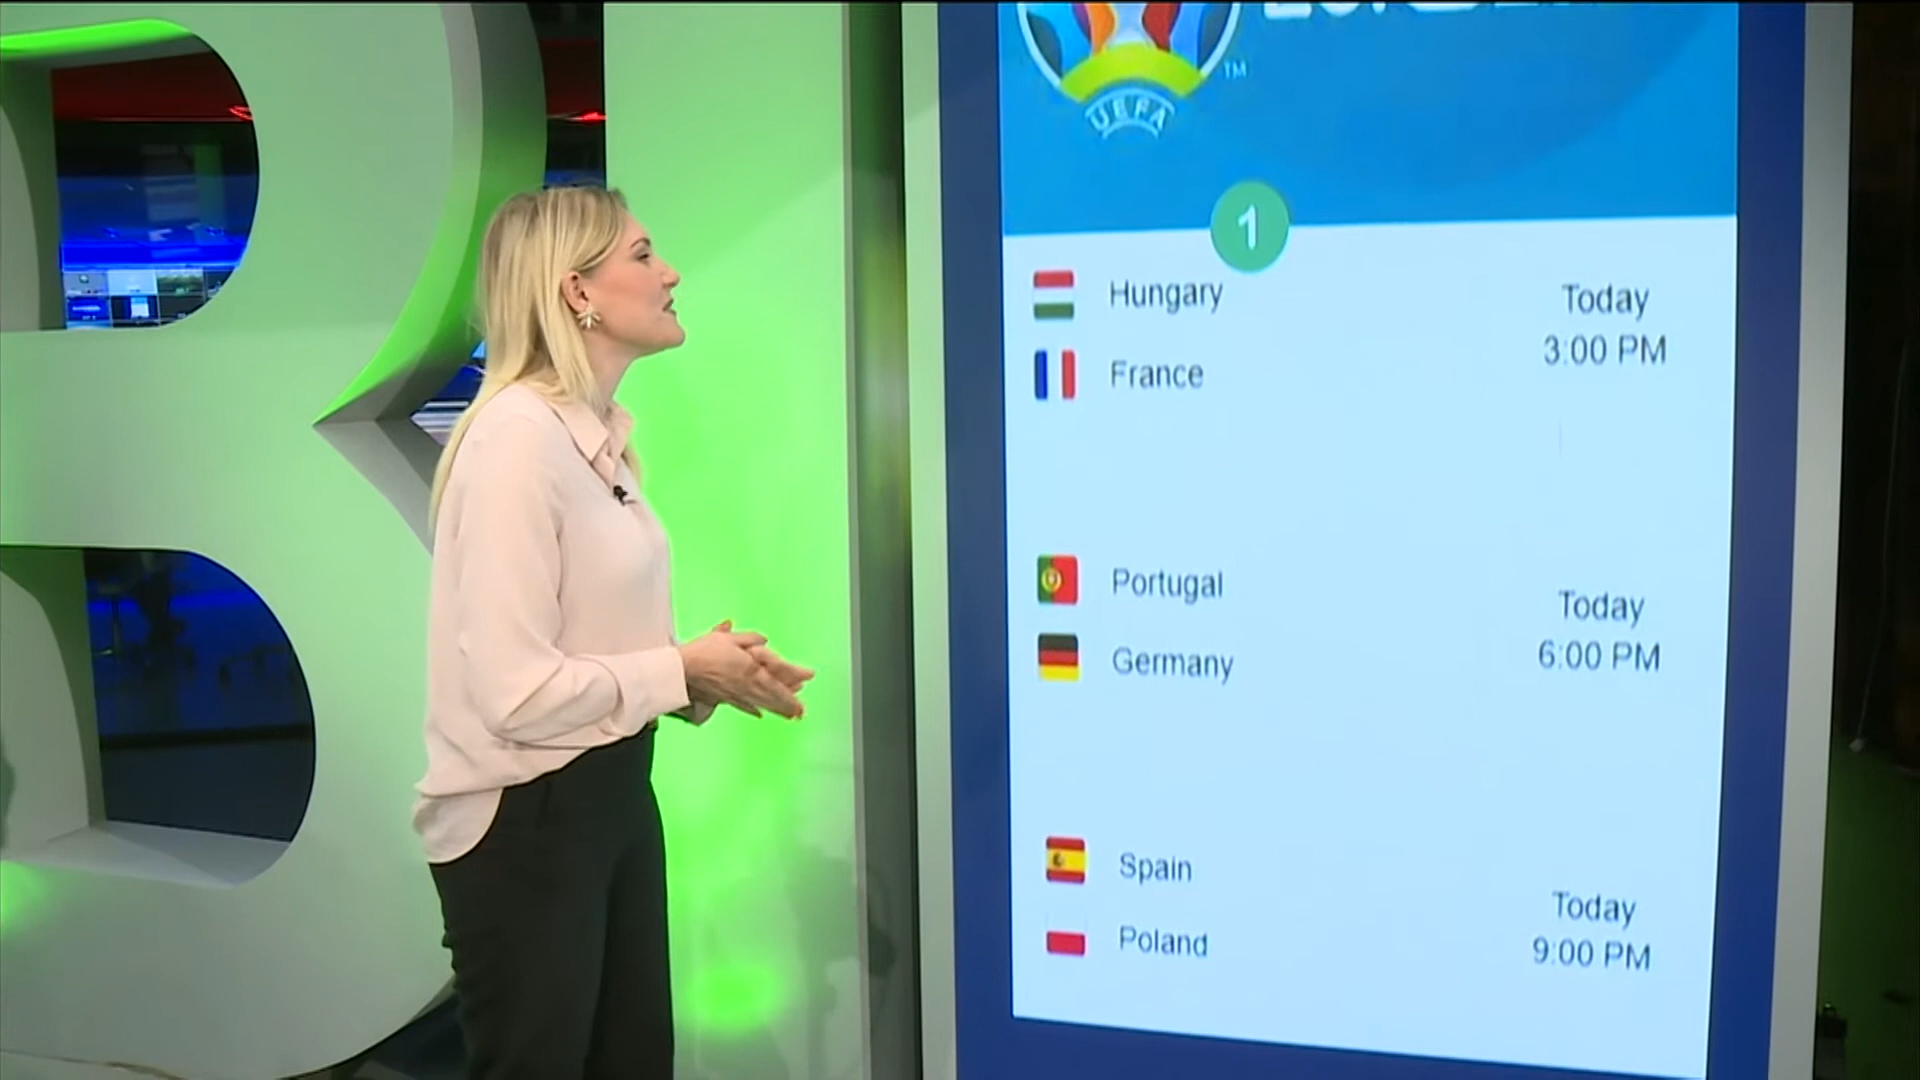 TM
UEFA
1
Hungary
Today
3:00 PM
France
Portugal
Today
6:00 PM
Germany
Spain
Today
9:00 PM
Poland